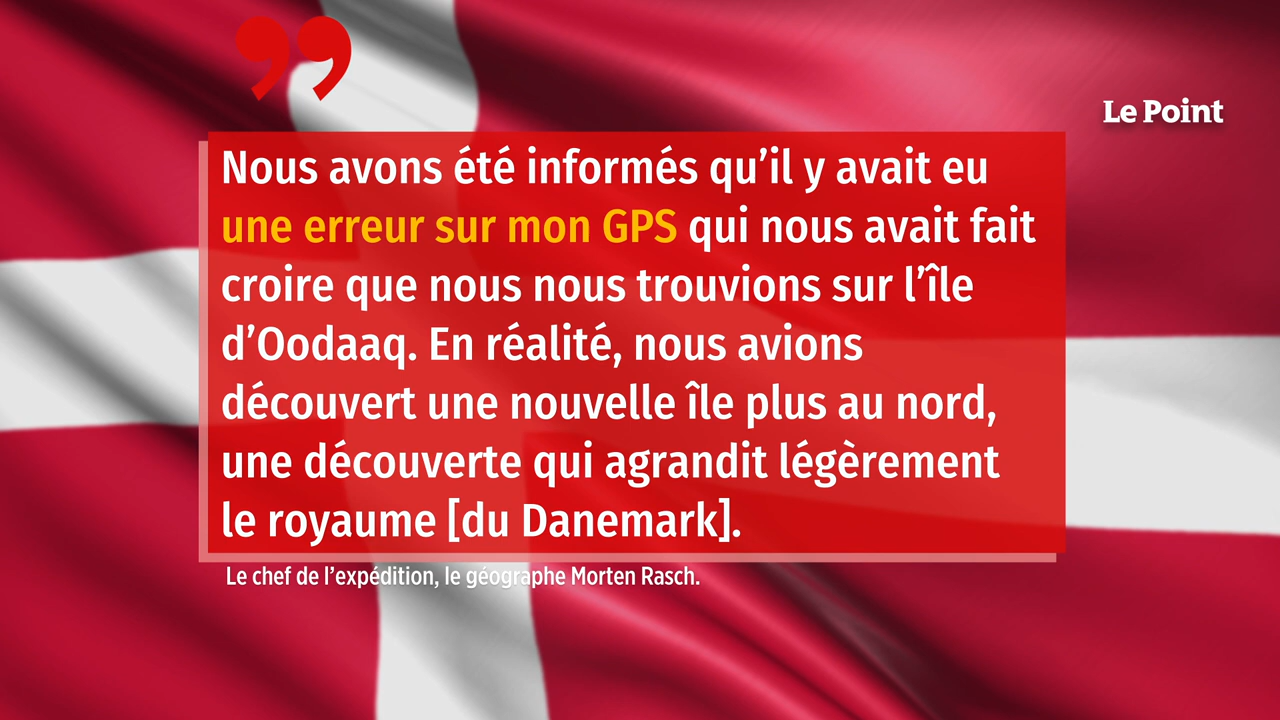 ”
Le Point
Nous avons été informés qu’il y avait eu
une erreur sur mon GPS qui nous avait fait
croire que nous nous trouvions sur l’île
d’Oodaaq. En réalité, nous avions
découvert une nouvelle île plus au nord,
une découverte qui agrandit légèrement
le royaume [du Danemark].
Le chef de l’expédition, le géographe Morten Rasch.